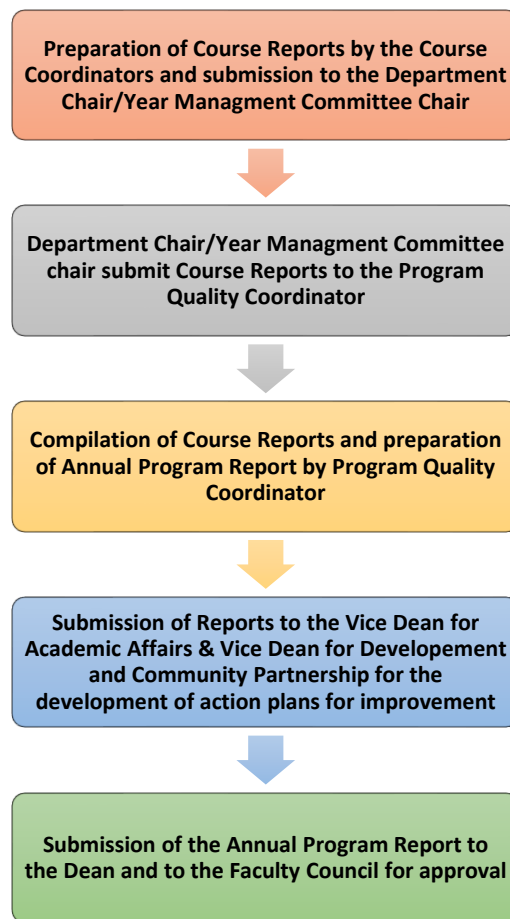 Preparation of Course Reports by the Course
Coordinators and submission to the Department
Chair/Year Managment Committee Chair
Department Chair/Year Managment Committee
chair submit Course Reports to the Program
Quality Coordinator
Compilation of Course Reports and preparation
of Annual Program Report by Program Quality
Coordinator
Submission of Reports to the Vice Dean for
Academic Affairs & Vice Dean for Developement
and Community Partnership for the
development of action plans for improvement
Submission of the Annual Program Report to
the Dean and to the Faculty Council for approval